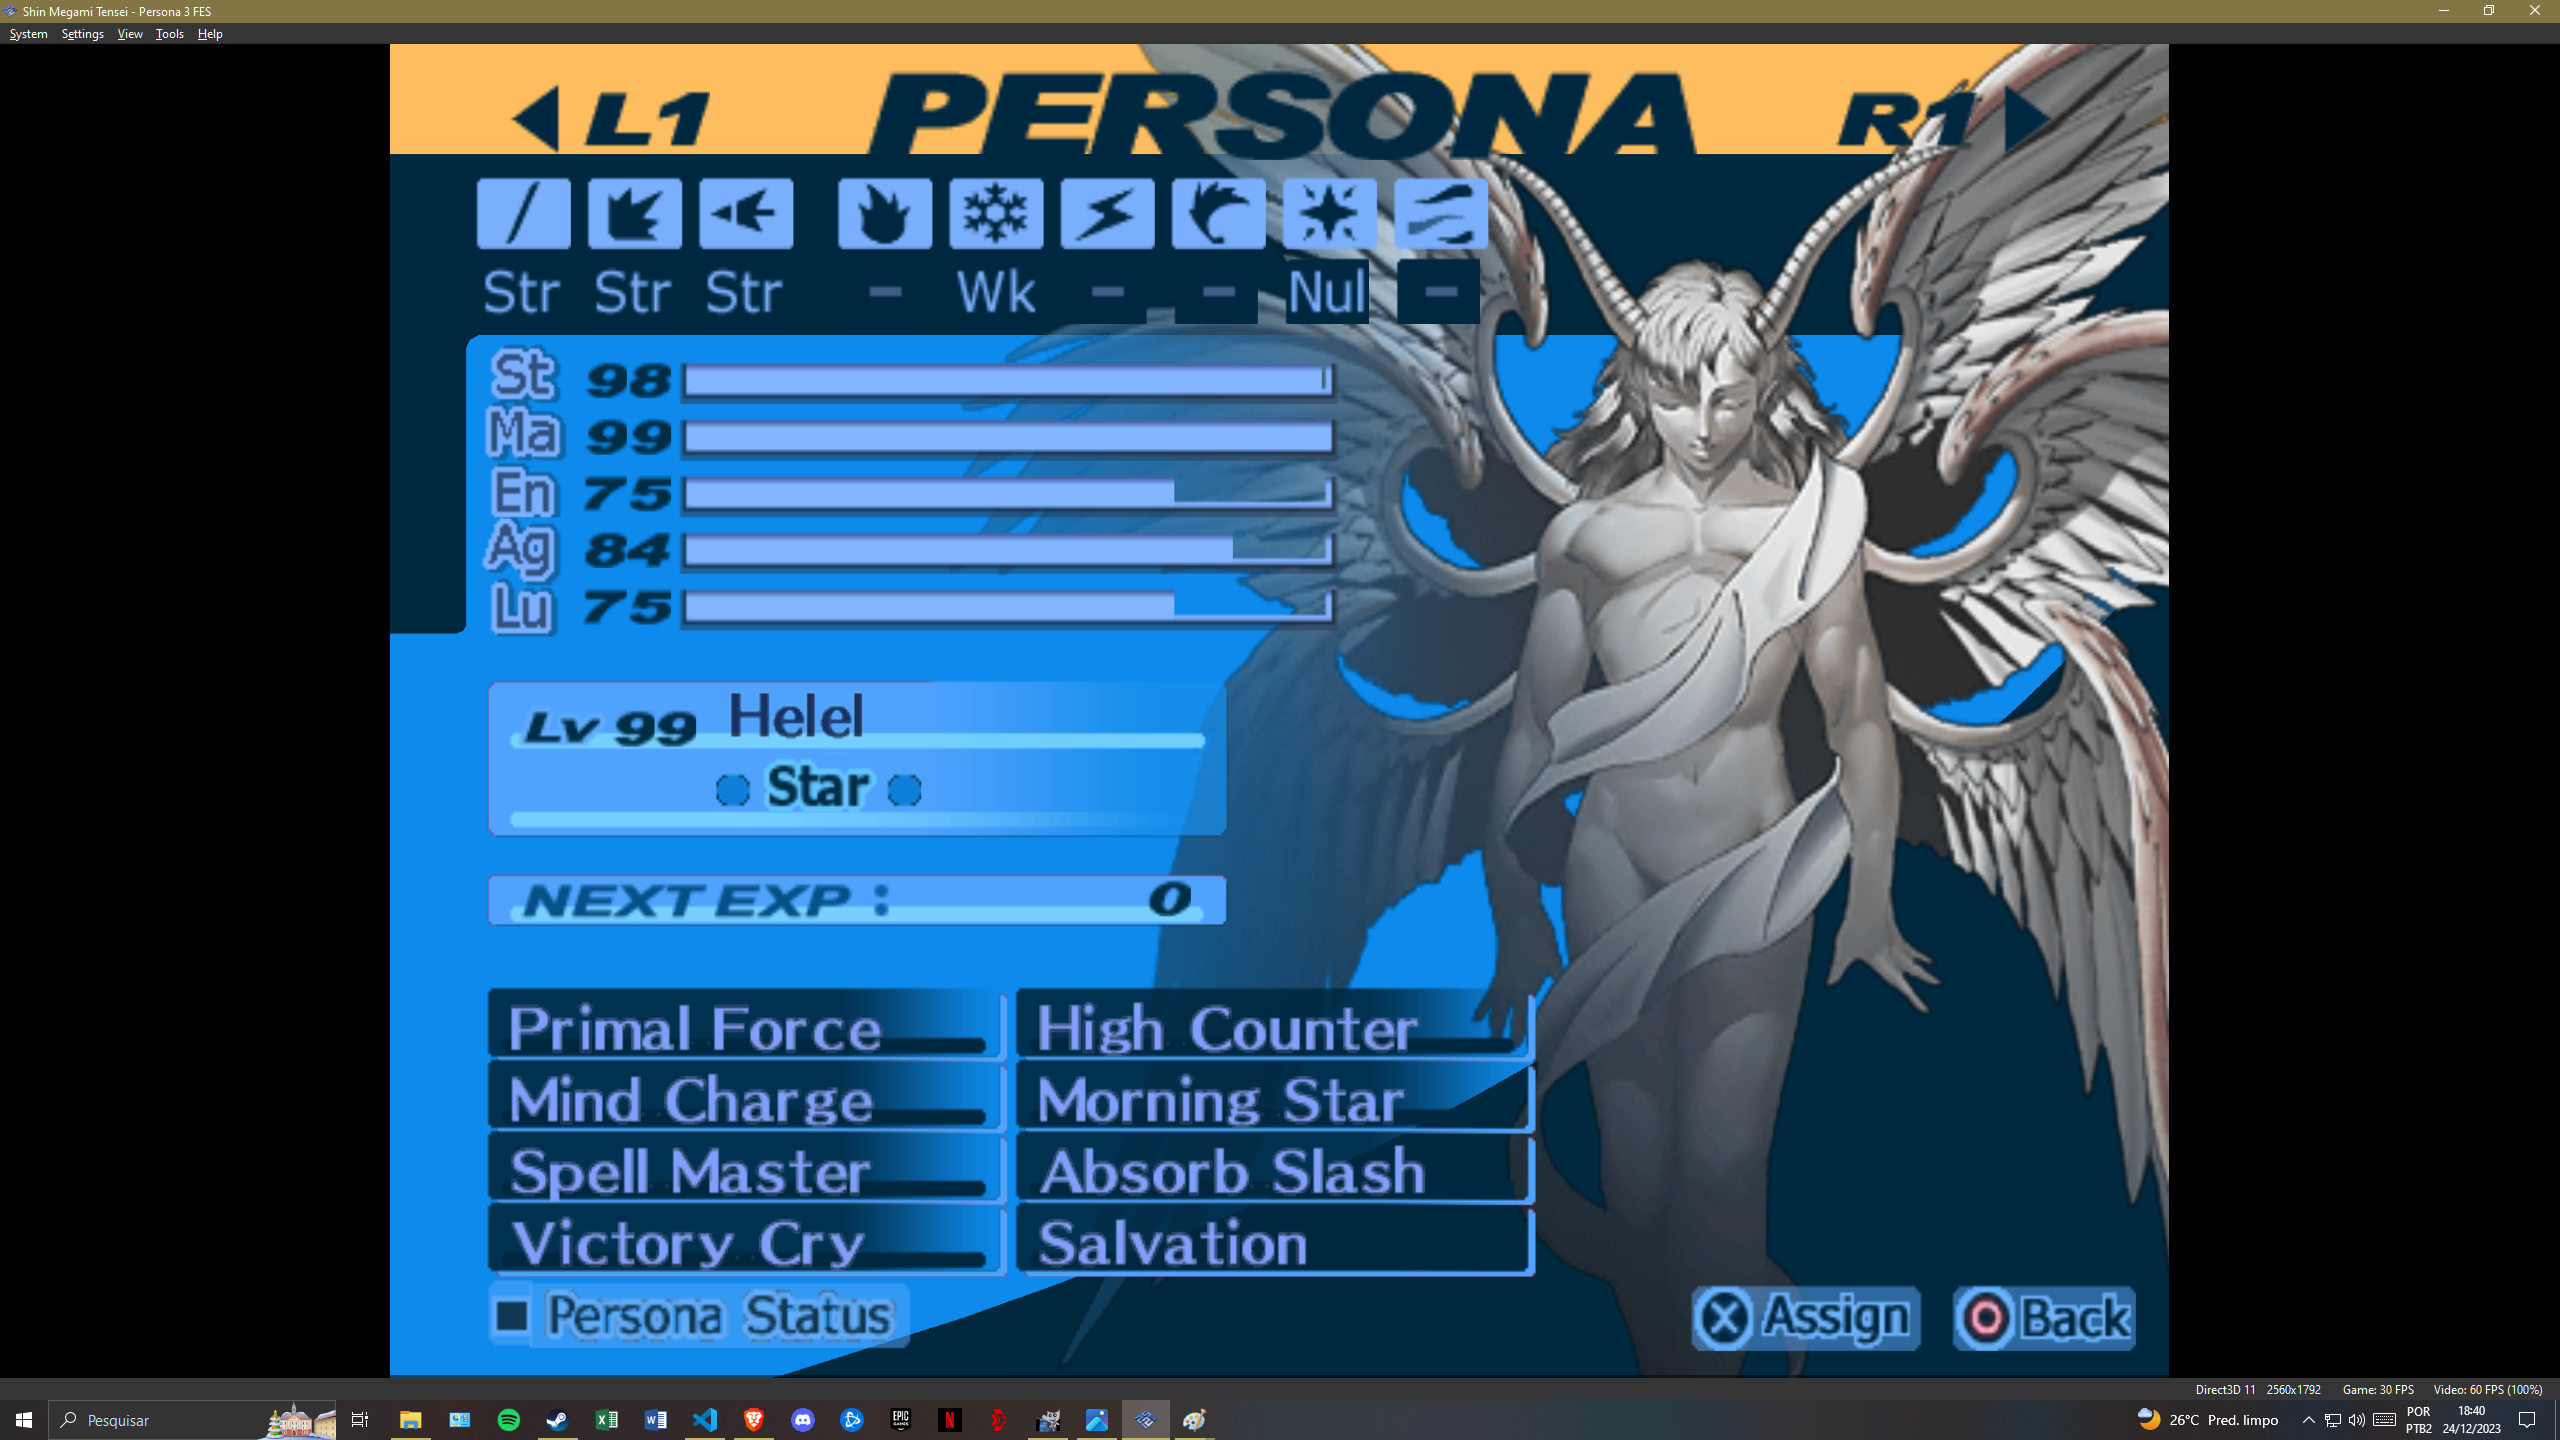 Shin Megami Tensei - Persona 3 FES
System Settings View Tools Help
L1 PERSONA R1
Str Str Str - Wk - - Nul -
St 98
Ma 99
En 75
Ag 84
Lu 75
Lv 99 Helel
Star
NEXT EXP : 0
Primal Force High Counter
Mind Charge Morning Star
Spell Master Absorb Slash
Victory Cry Salvation
Persona Status Assign Back
Direct3D 11 2560x1792 Game: 30 FPS Video: 60 FPS (100%)
Pesquisar
EPIC GAMES
26°C Pred. limpo
POR
PTB2
18:40
24/12/2023